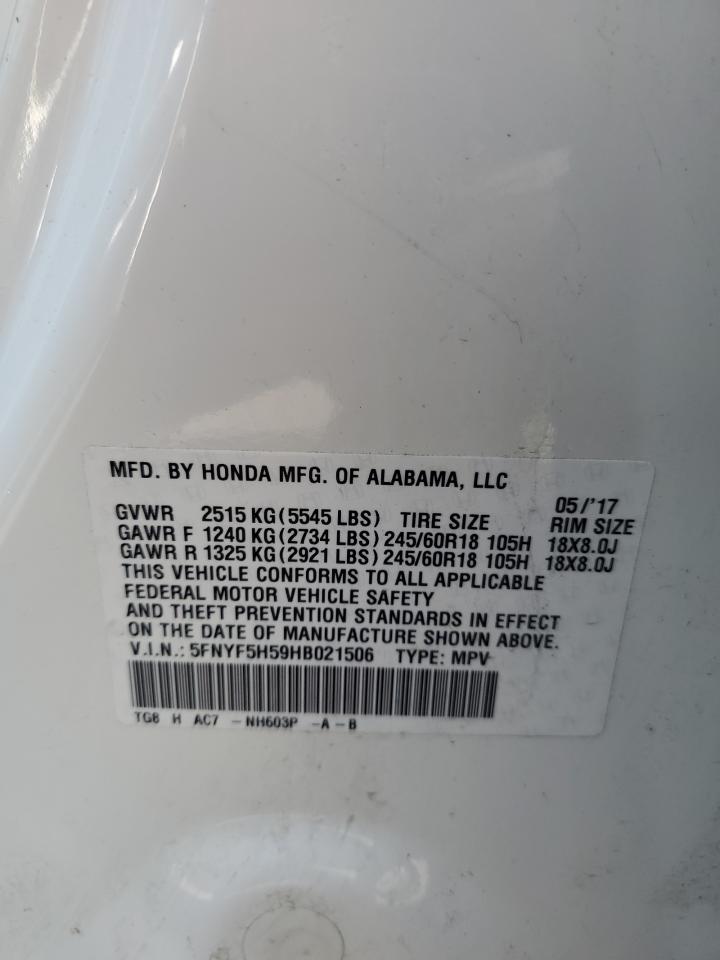 MFD. BY HONDA MFG. OF ALABAMA, LLC
05/'17
GVWR 2515 KG(5545 LBS) TIRE SIZE RIM SIZE
GAWR F 1240 KG(2734 LBS)245/60R18 105H 18X8.0J
GAWR R 1325 KG(2921 LBS)245/60R18 105H 18X8.0J
THIS VEHICLE CONFORMS TO ALL APPLICABLE
FEDERAL MOTOR VEHICLE SAFETY
AND THEFT PREVENTION STANDARDS IN EFFECT
ON THE DATE OF MANUFACTURE SHOWN ABOVE.
V.I.N.: 5FNYF5H59HB021506 TYPE: MPV
TG8 H AC7 -NH603P -A-B